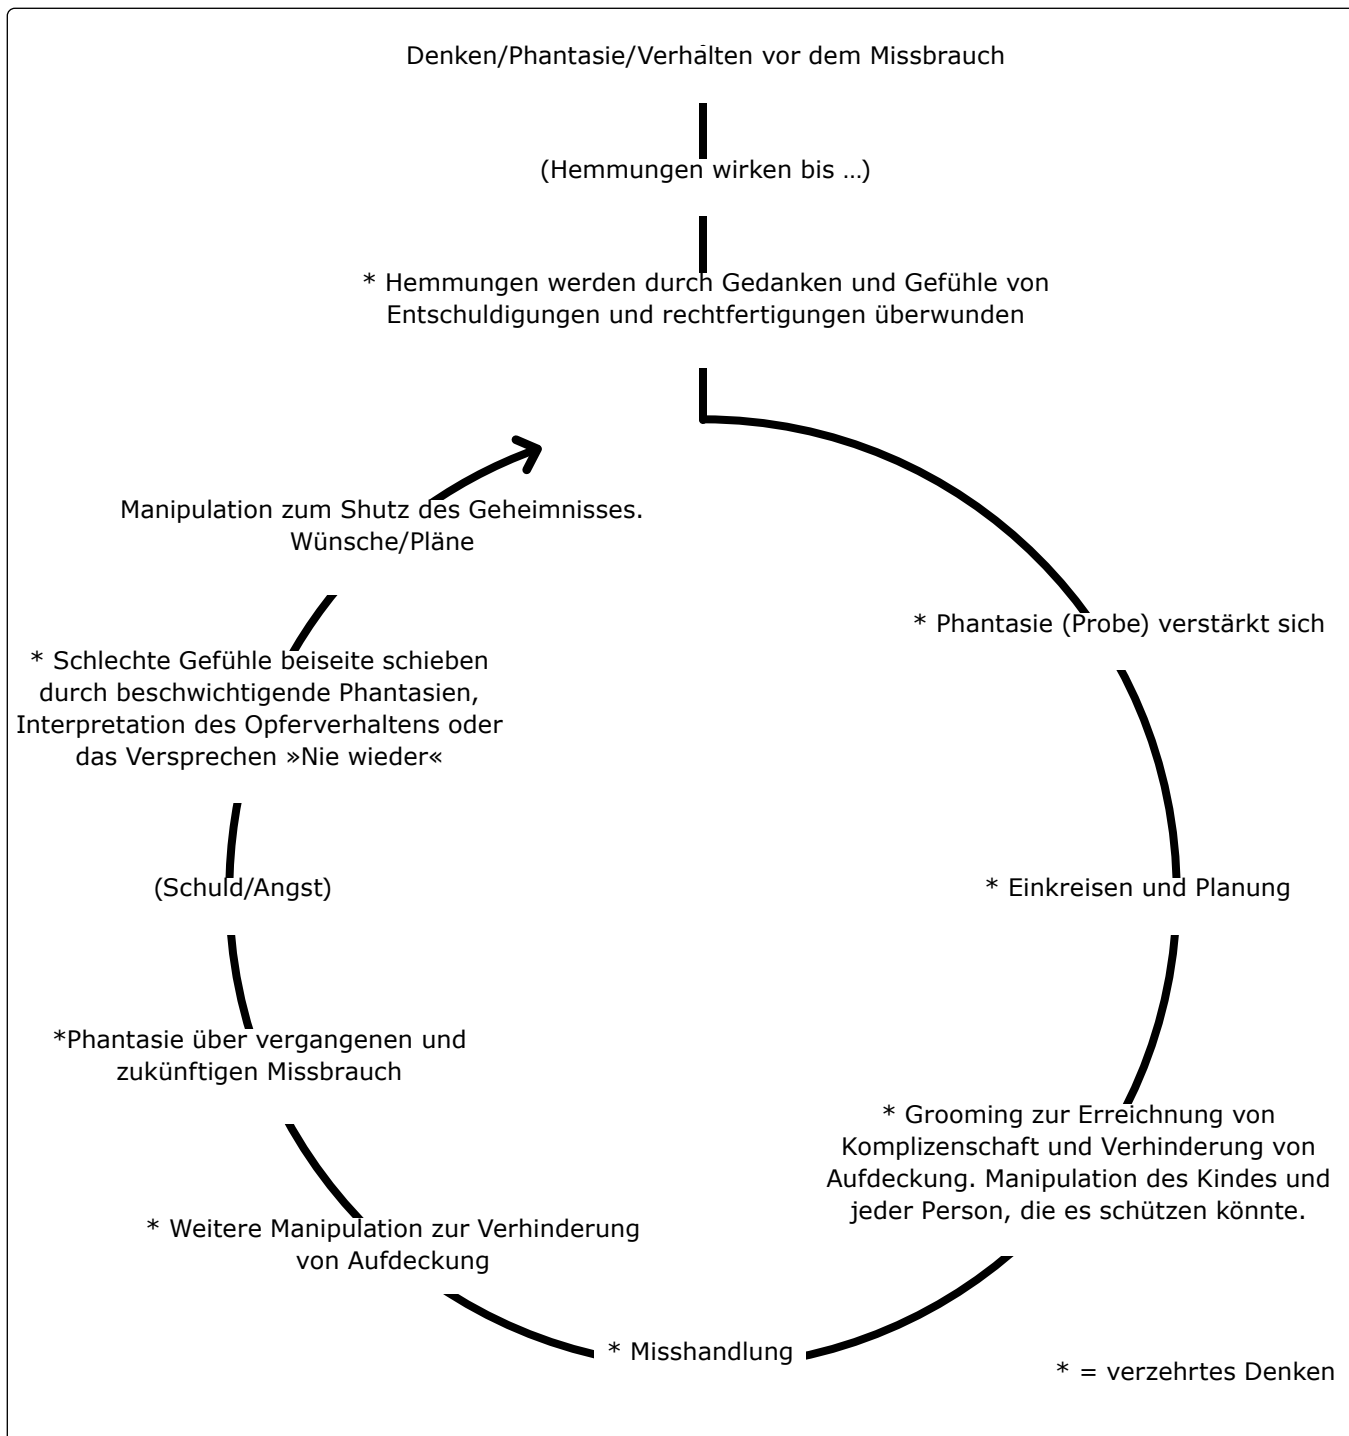 Denken/Phantasie/Verhalten vor dem Missbrauch
(Hemmungen wirken bis …)
* Hemmungen werden durch Gedanken und Gefühle von
Entschuldigungen und rechtfertigungen überwunden
* Phantasie (Probe) verstärkt sich
* Einkreisen und Planung
* Grooming zur Erreichnung von
Komplizenschaft und Verhinderung von
Aufdeckung. Manipulation des Kindes und
jeder Person, die es schützen könnte.
* Misshandlung
* Weitere Manipulation zur Verhinderung
von Aufdeckung
*Phantasie über vergangenen und
zukünftigen Missbrauch
(Schuld/Angst)
* Schlechte Gefühle beiseite schieben
durch beschwichtigende Phantasien,
Interpretation des Opferverhaltens oder
das Versprechen »Nie wieder«
Manipulation zum Shutz des Geheimnisses.
Wünsche/Pläne
* = verzehrtes Denken